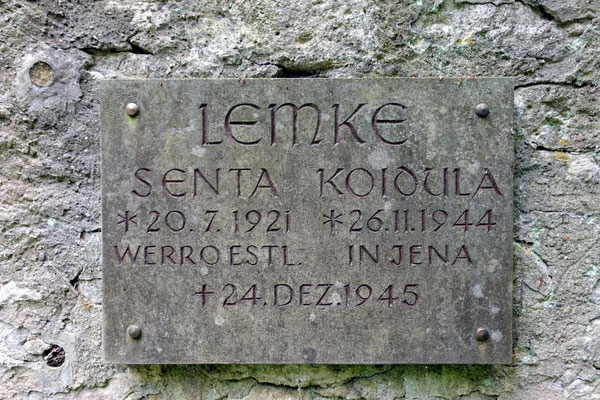 LEMKE
SENTA KOIDULA
*20.7.1921 *26.11.1944
WERRO ESTL. IN JENA
+ 24.DEZ.1945